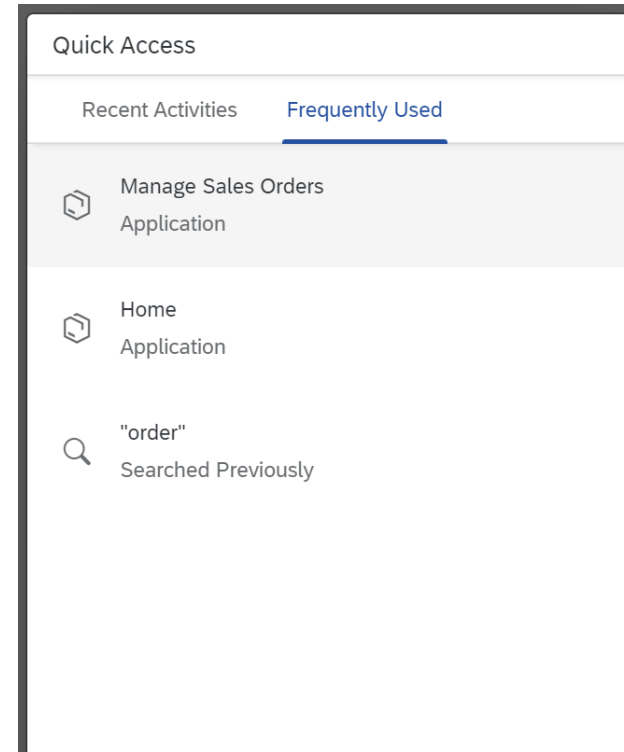 Quick Access
Recent Activities Frequently Used
Manage Sales Orders
Application
Home
Application
"order"
Searched Previously